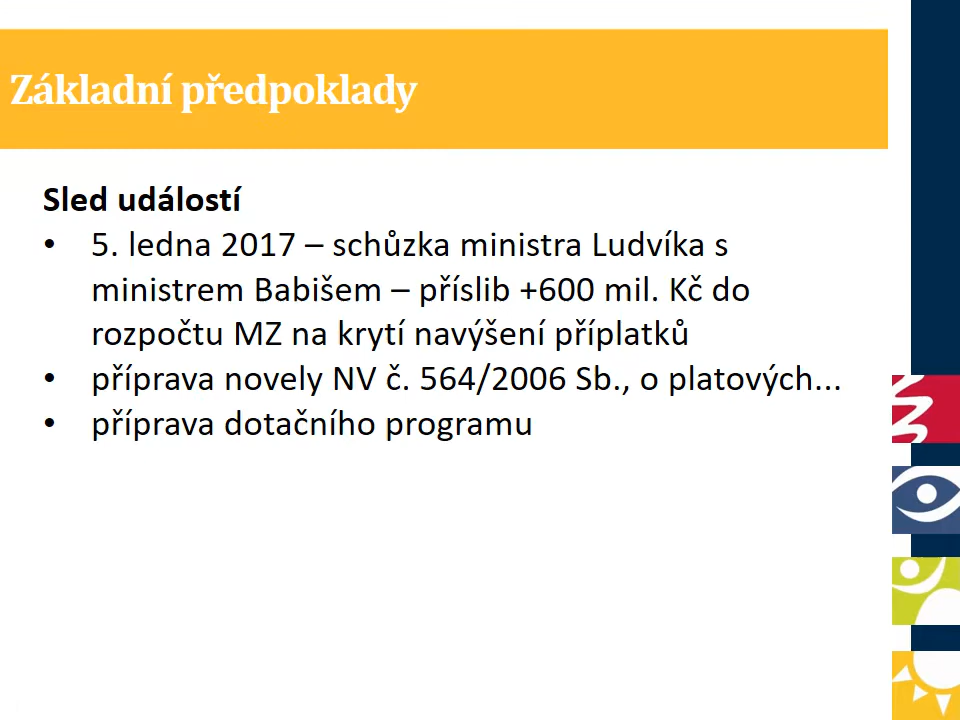 Základní předpoklady
Sled událostí
• 5. ledna 2017 – schůzka ministra Ludvíka s
ministrem Babišem – příslib +600 mil. Kč do
rozpočtu MZ na krytí navýšení příplatků
• příprava novely NV č. 564/2006 Sb., o platových...
• příprava dotačního programu